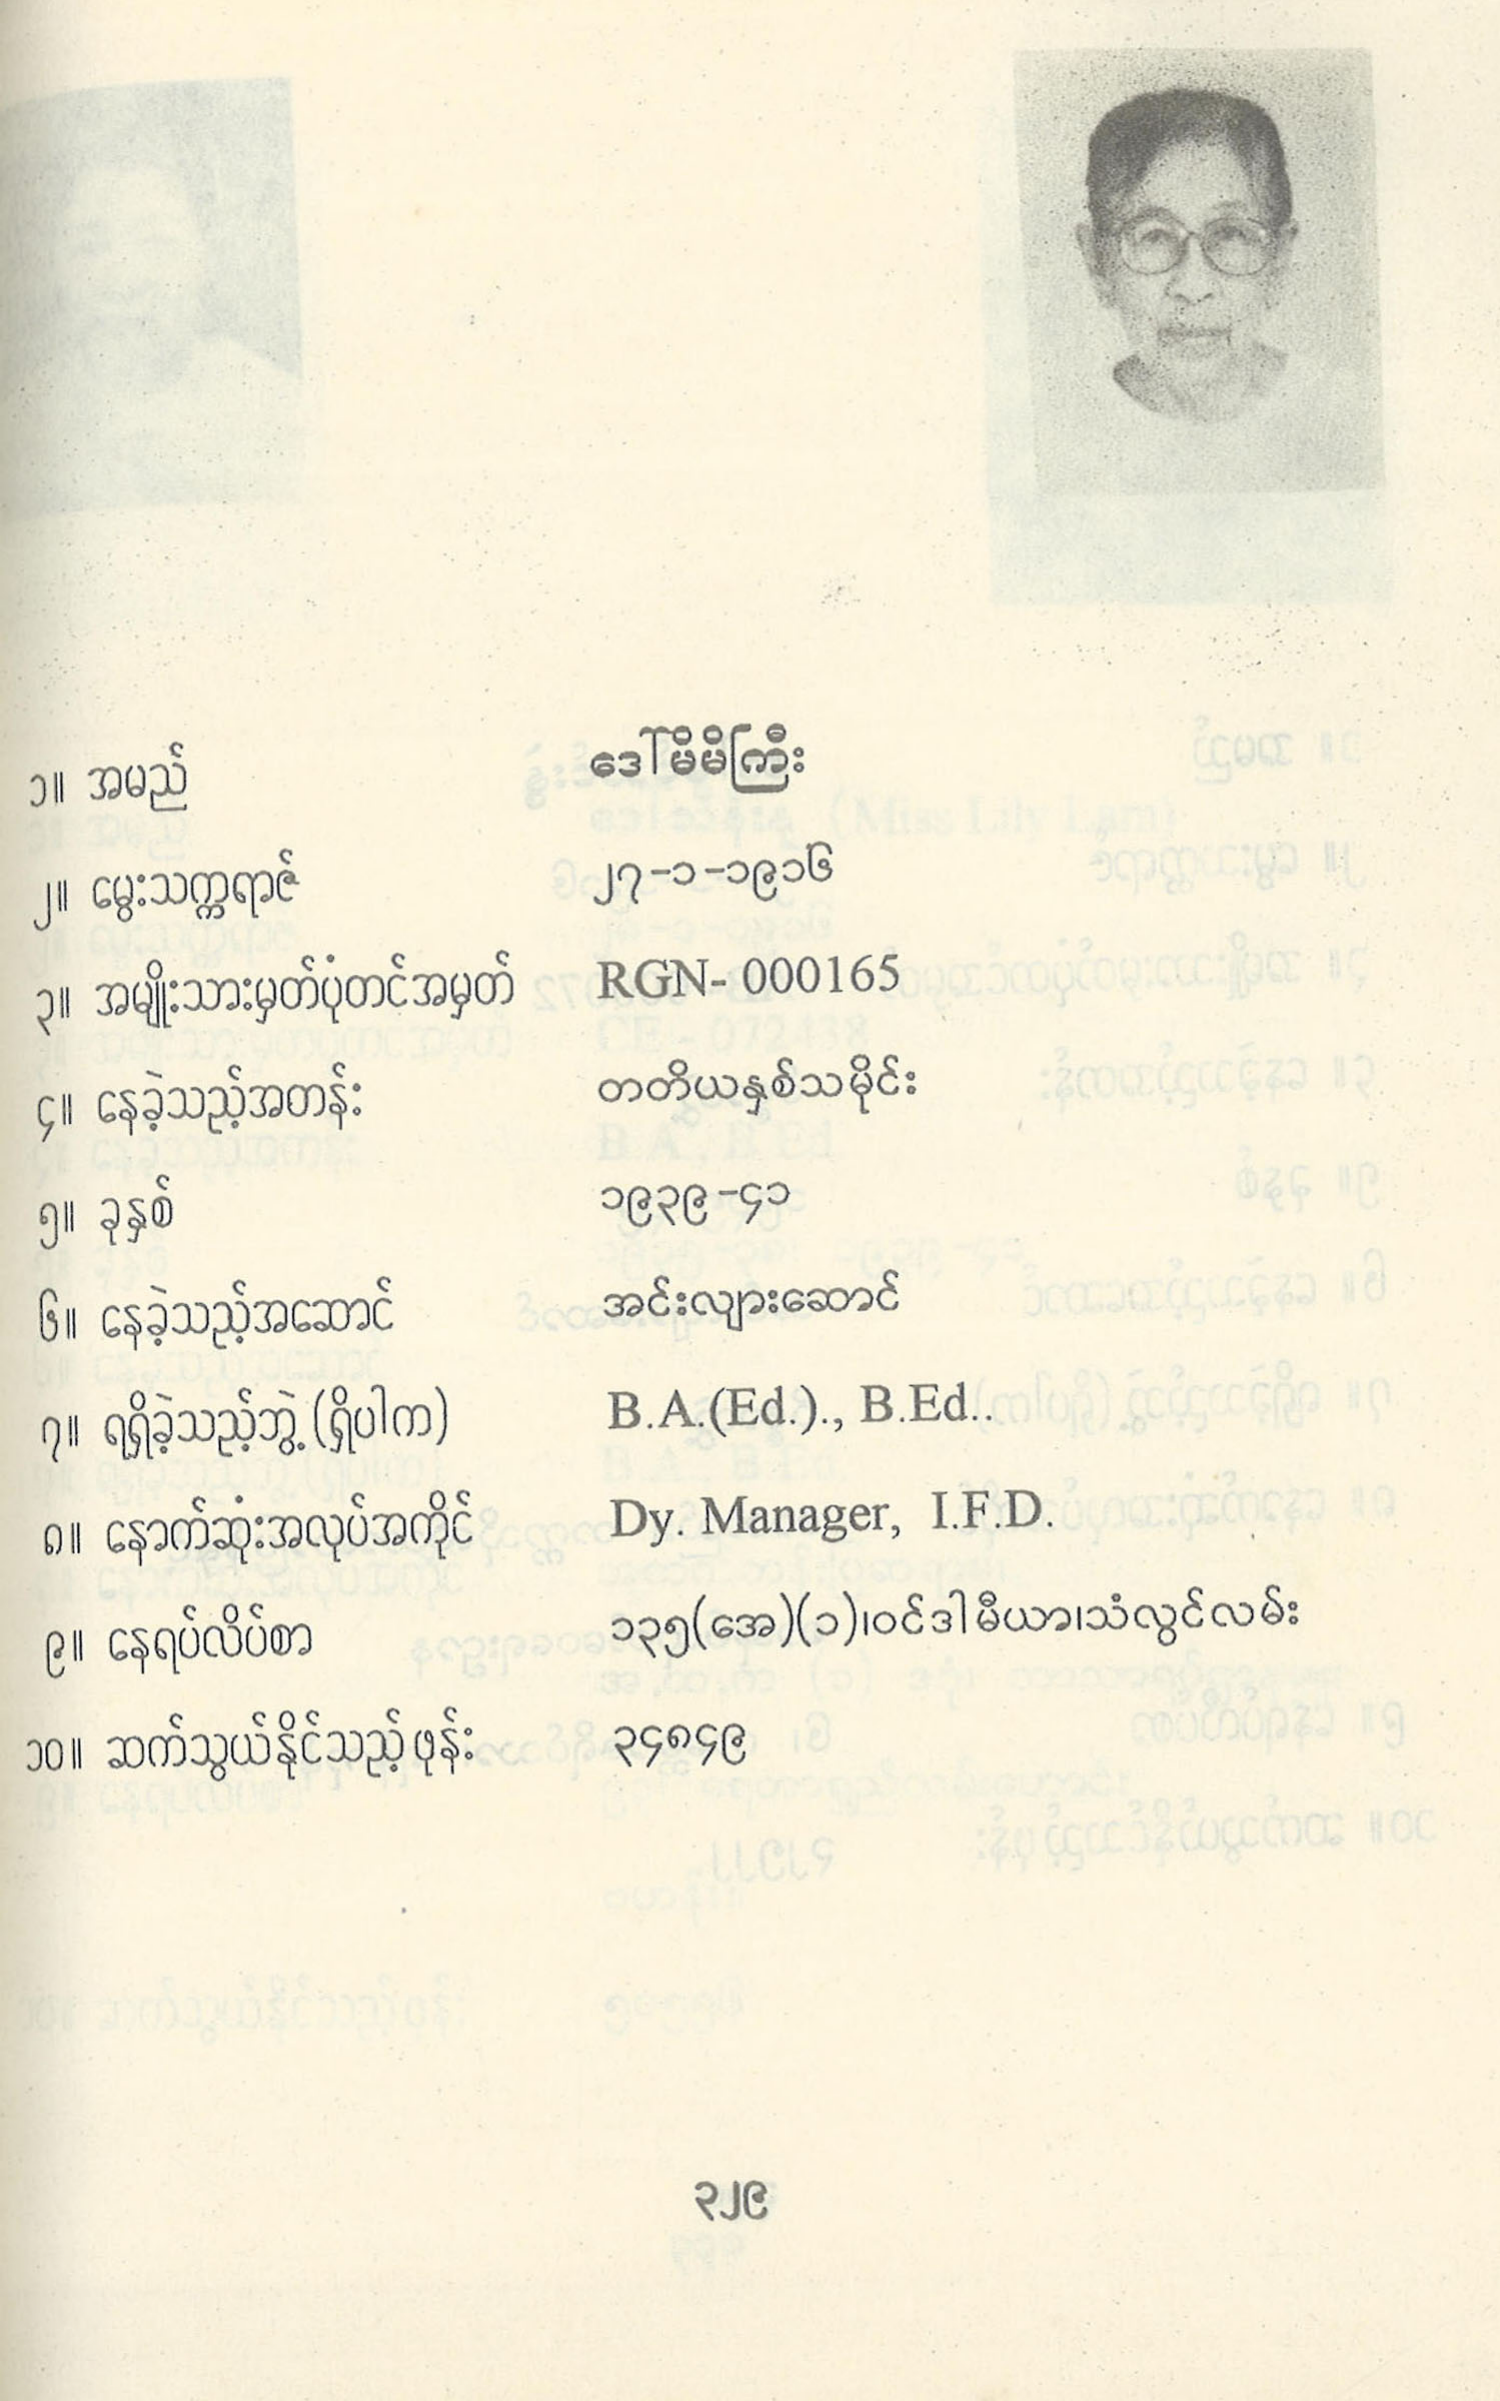 ၁။ အမည် ဒေါ်မိမိကြီး
၂။ မွေးသက္ကရာဇ် ၂၇-၁-၁၉၁၆
၃။ အမျိုးသားမှတ်ပုံတင်အမှတ် RGN- 000165
၄။ နေခဲ့သည့်အတန်း တတိယနှစ်သမိုင်း
၅။ ခုနှစ် ၁၉၃၉-၄၁
၆။ နေခဲ့သည့်အဆောင် အင်းလျားဆောင်
၇။ ရရှိခဲ့သည့်ဘွဲ့(ရှိပါက) B.A.(Ed.)., B.Ed..
၈။ နောက်ဆုံးအလုပ်အကိုင် Dy. Manager, I.F.D.
၉။ နေရပ်လိပ်စာ ၁၃၅(အေ)(၁)၊ဝင်ဒါမီယာ၊သံလွင်လမ်း
၁၀။ ဆက်သွယ်နိုင်သည့်ဖုန်း ၃၄၈၄၉
၃၂၉